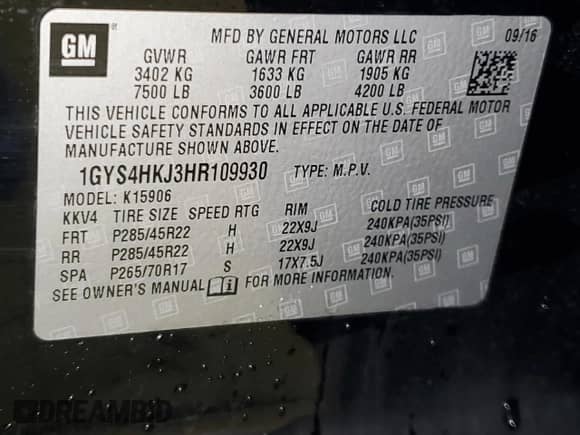 GM
MFD BY GENERAL MOTORS LLC 09/16
GVWR GAWR FRT GAWR RR
3402 KG 1633 KG 1905 KG
7500 LB 3600 LB 4200 LB
THIS VEHICLE CONFORMS TO ALL APPLICABLE U.S. FEDERAL MOTOR
VEHICLE SAFETY STANDARDS IN EFFECT ON THE DATE OF
MANUFACTURE SHOWN ABOVE.
1GYS4HKJ3HR109930 TYPE: M.P.V.
MODEL: K15906
KKV4 TIRE SIZE SPEED RTG RIM COLD TIRE PRESSURE
FRT P285/45R22 H 22X9J 240KPA(35PSI)
RR P285/45R22 H 22X9J 240KPA(35PSI)
SPA P265/70R17 S 17X7.5J 240KPA(35PSI)
SEE OWNER'S MANUAL FOR MORE INFORMATION.
DREAMBID